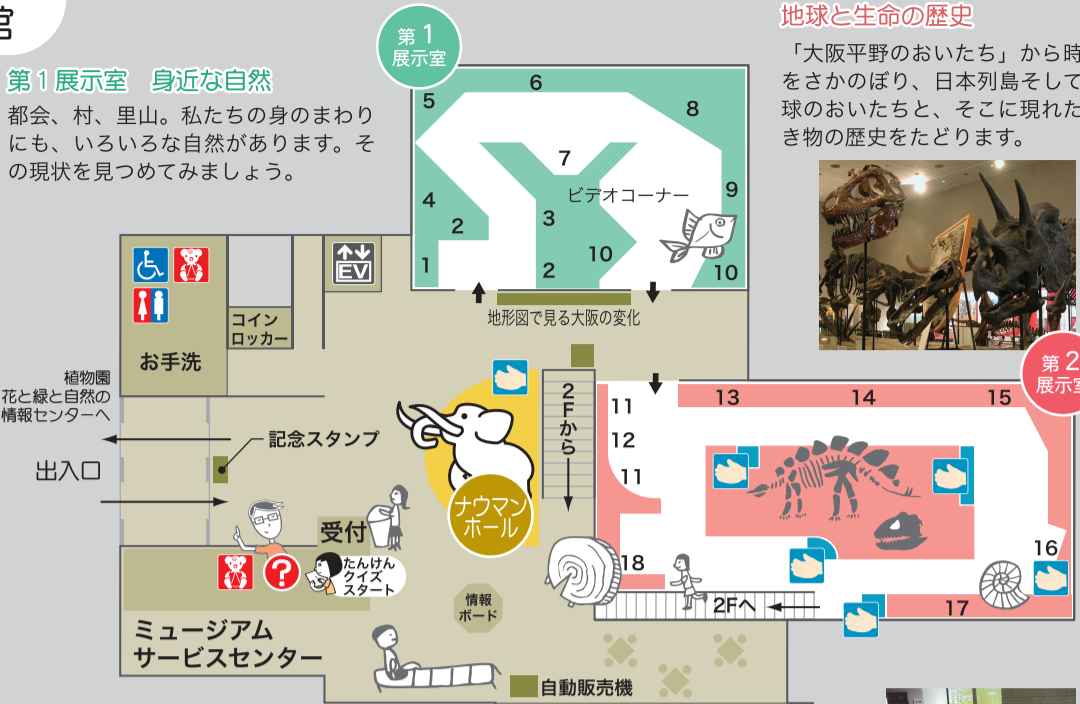 館
第1展示室　身近な自然
都会、村、里山。私たちの身のまわり
にも、いろいろな自然があります。そ
の現状を見つめてみましょう。
第1
展示室
地球と生命の歴史
「大阪平野のおいたち」から時
をさかのぼり、日本列島そして
球のおいたちと、そこに現れた
き物の歴史をたどります。
5
6
8
7
ビデオコーナー
9
4
2
3
10
1
2
10
地形図で見る大阪の変化
EV
コイン
ロッカー
お手洗
植物園
花と緑と自然の
情報センターへ
記念スタンプ
出入口
受付
ナウマン
ホール
2Fから
第2
展示室
11
13
14
15
12
11
18
16
17
2Fへ
?
たんけん
クイズ
スタート
情報
ボード
ミュージアム
サービスセンター
自動販売機